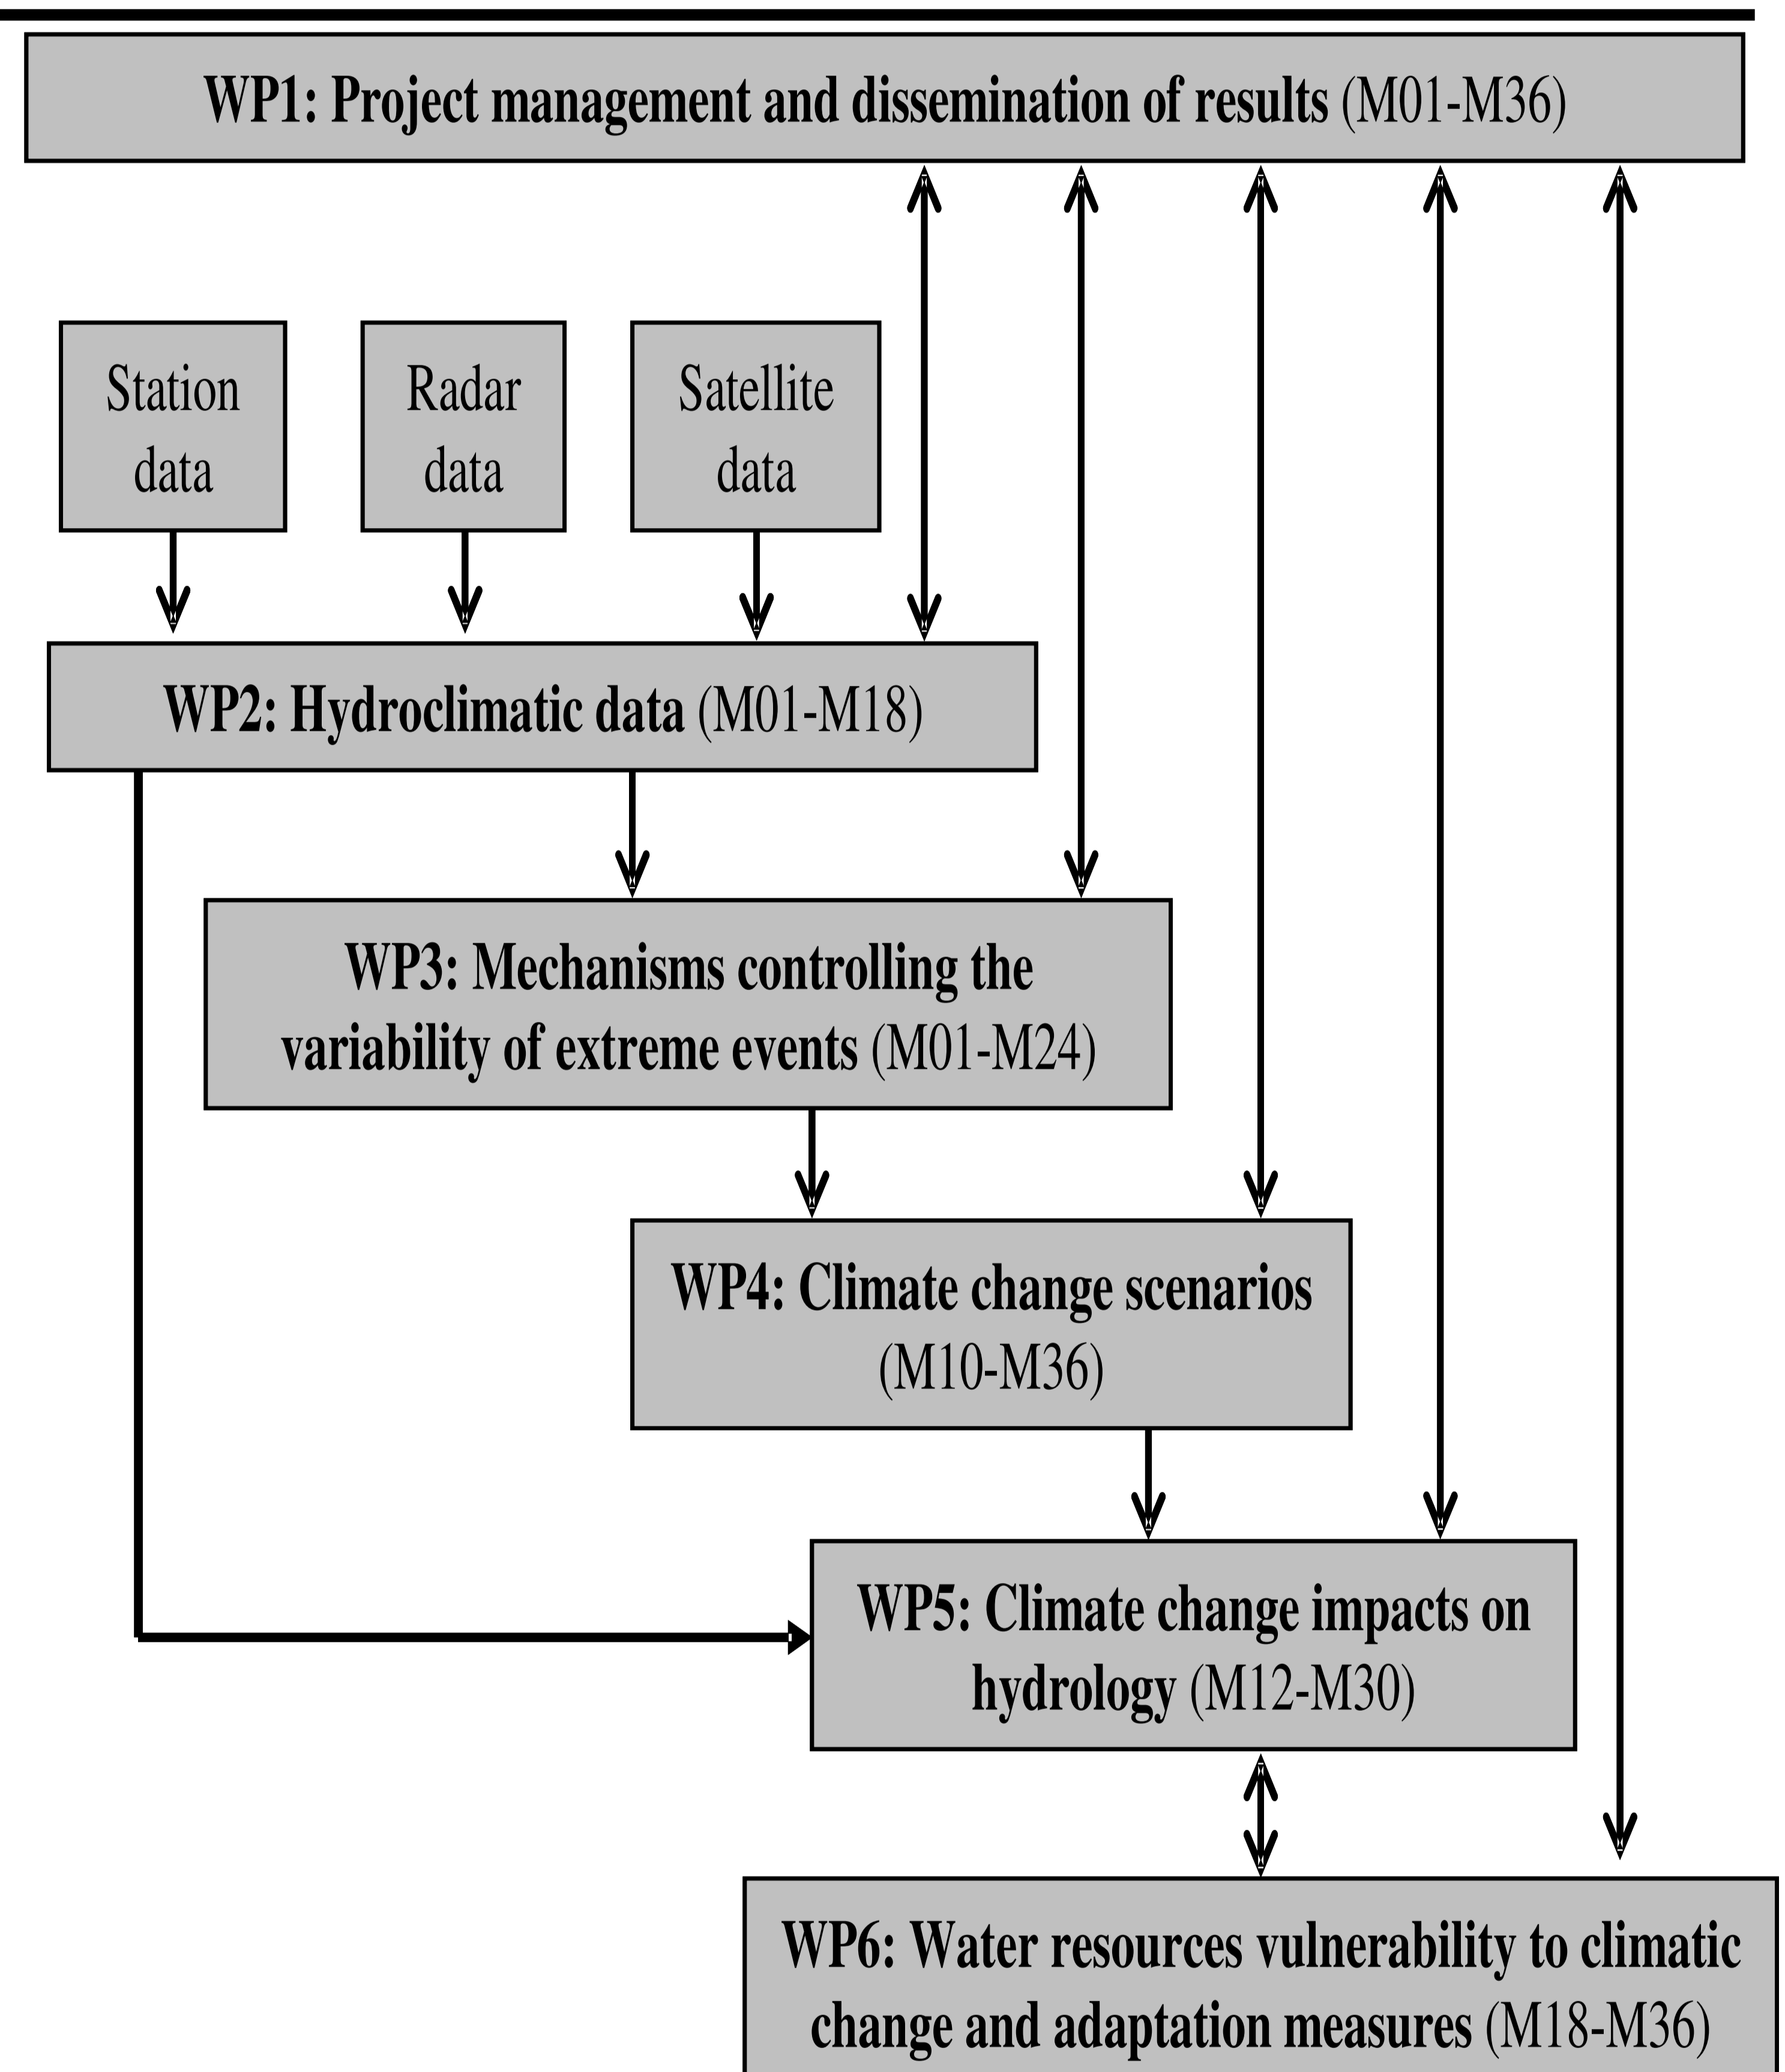 WP1: Project management and dissemination of results (M01-M36)
Station
data
Radar
data
Satellite
data
WP2: Hydroclimatic data (M01-M18)
WP3: Mechanisms controlling the
variability of extreme events (M01-M24)
WP4: Climate change scenarios
(M10-M36)
WP5: Climate change impacts on
hydrology (M12-M30)
WP6: Water resources vulnerability to climatic
change and adaptation measures (M18-M36)